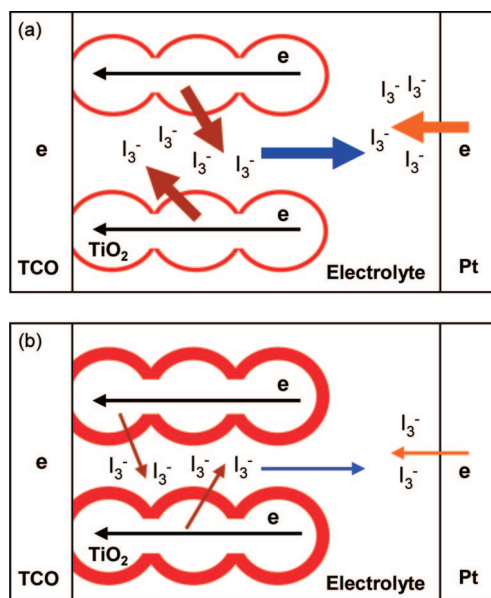 (a)
e
I₃⁻ I₃⁻
I₃⁻ I₃⁻
I₃⁻ I₃⁻ I₃⁻ I₃⁻
e e e
TiO₂
TCO Electrolyte Pt
(b)
e
I₃⁻
e I₃⁻ I₃⁻ I₃⁻ I₃⁻ I₃⁻ e
e
TiO₂
TCO Electrolyte Pt